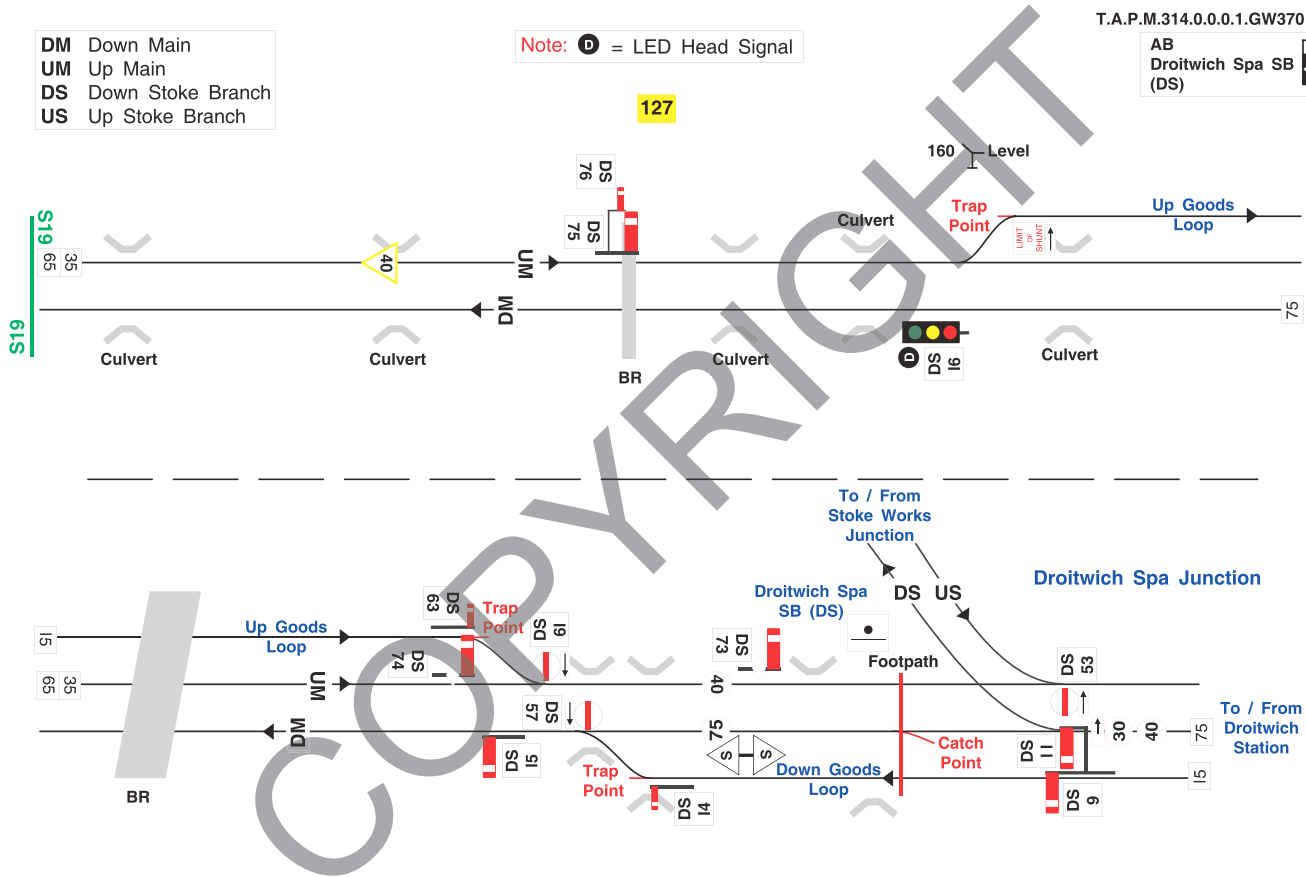 T.A.P.M.314.0.0.0.1.GW370
DM Down Main
UM Up Main
DS Down Stoke Branch
US Up Stoke Branch
Note: D = LED Head Signal
AB
Droitwich Spa SB
(DS)
127
160 Level
DS
76
DS
75
Culvert
Trap
Point
Up Goods
Loop
LIMIT
OF
SHUNT
S19
65 35
40
UM
DM
75
S19
Culvert
Culvert
BR
Culvert
D
DS
I6
Culvert
COPYRIGHT
To / From
Stoke Works
Junction
Droitwich Spa Junction
DS US
Droitwich Spa
SB (DS)
I5
Up Goods
Loop
DS
63
Trap
Point
DS
I9
DS
74
DS
73
Footpath
DS
53
65 35
UM
40
DS
57
DM
75
DS
I5
S S
Catch
Point
DS
II
30 40
75
To / From
Droitwich
Station
Trap
Point
Down Goods
Loop
I5
BR
DS
I4
DS
9